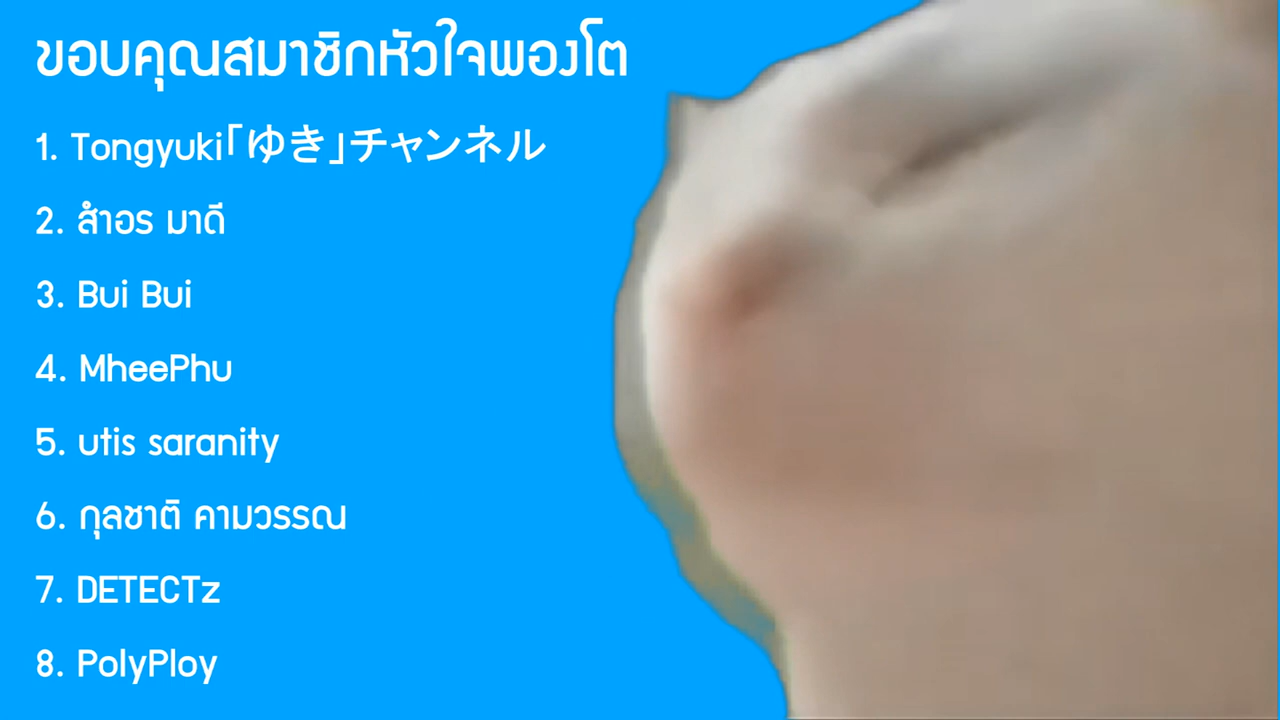 ขอบคุณสมาชิกหัวใจพองโต
1. Tongyuki「ゆき」チャンネル
2. สำอร มาดี
3. Bui Bui
4. MheePhu
5. utis saranity
6. กุลชาติ คามวรรณ
7. DETECTz
8. PolyPloy